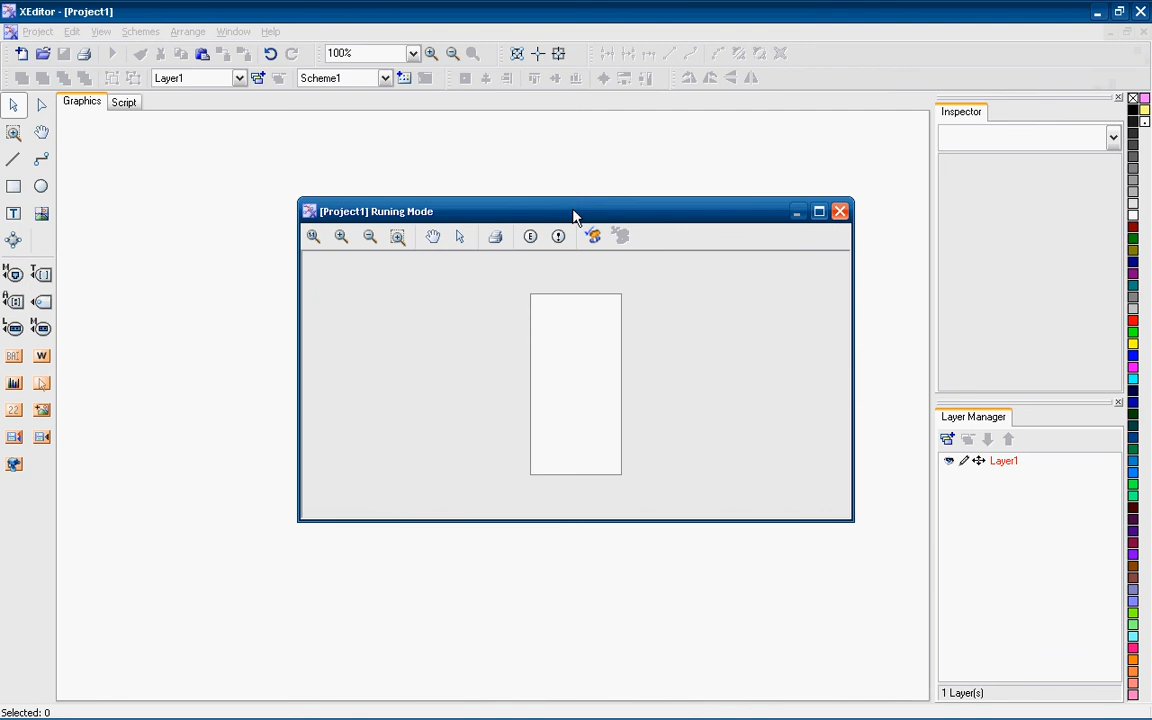 XEditor - [Project1]
Project Edit View Schemes Arrange Window Help
100%
Layer1 Scheme1
Graphics Script
Inspector
[Project1] Runing Mode
E
T
W
22
Layer Manager
Layer1
1 Layer(s)
Selected: 0